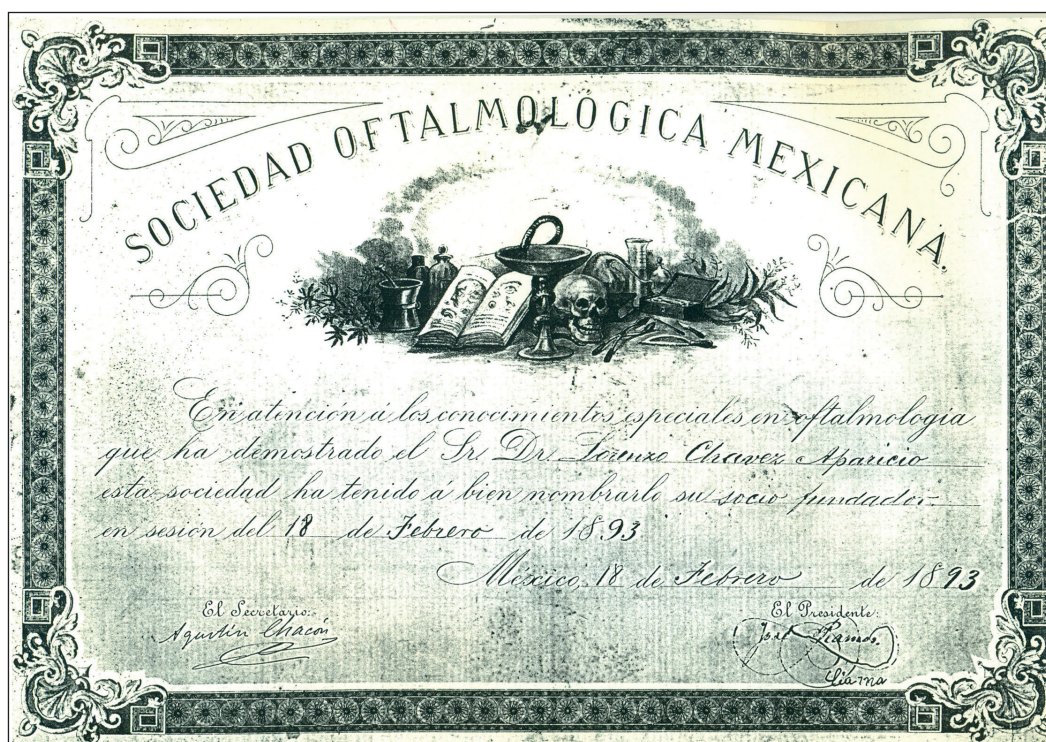 SOCIEDAD OFTALMOLÓGICA MEXICANA.
En atención á los conocimientos especiales en oftalmología
que ha demostrado el Sr. Dr. Lorenzo Chavez Aparicio
esta sociedad ha tenido á bien nombrarlo su socio fundador
en sesión del 18 de Febrero de 1893
México, 18 de Febrero de 1893
El Secretario:
El Presidente:
Agustín Chacón
José Ramos